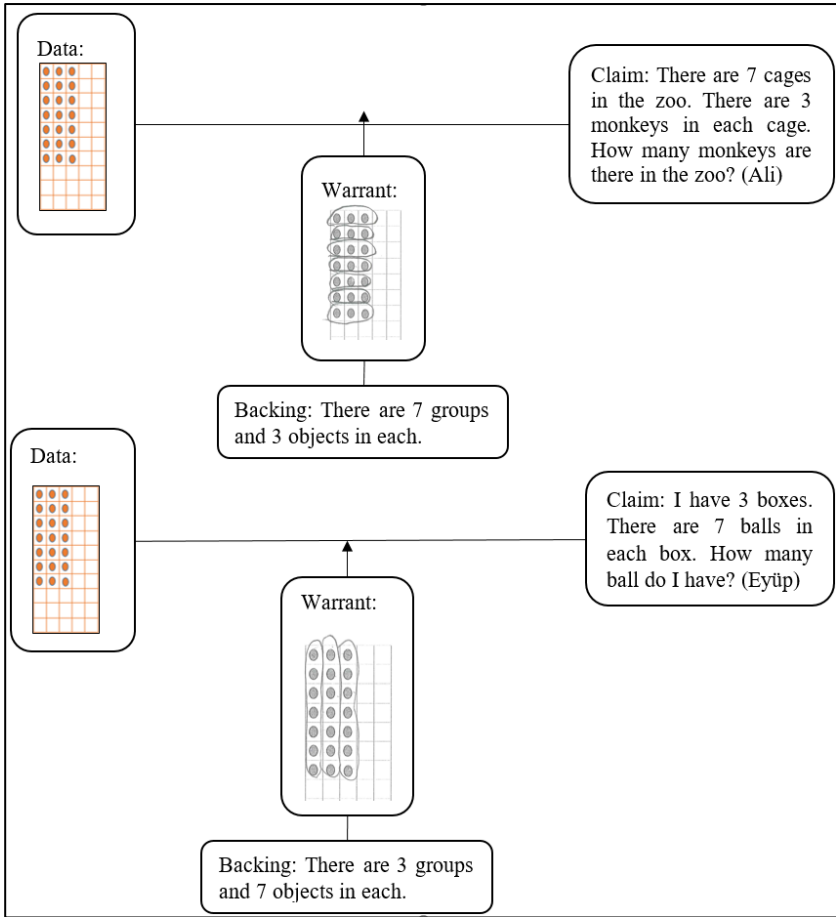 Data:
Claim: There are 7 cages
in the zoo. There are 3
monkeys in each cage.
How many monkeys are
there in the zoo? (Ali)
Warrant:
Backing: There are 7 groups
and 3 objects in each.
Data:
Claim: I have 3 boxes.
There are 7 balls in
each box. How many
ball do I have? (Eyüp)
Warrant:
Backing: There are 3 groups
and 7 objects in each.